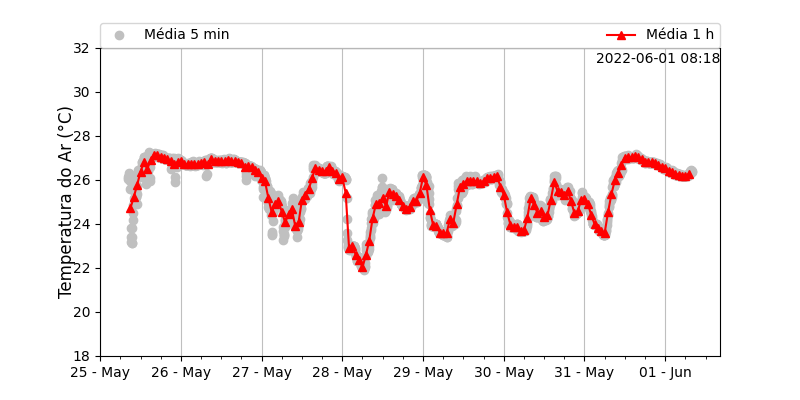 Média 5 min
Média 1 h
2022-06-01 08:18
Temperatura do Ar (°C)
32
30
28
26
24
22
20
18
25 - May
26 - May
27 - May
28 - May
29 - May
30 - May
31 - May
01 - Jun